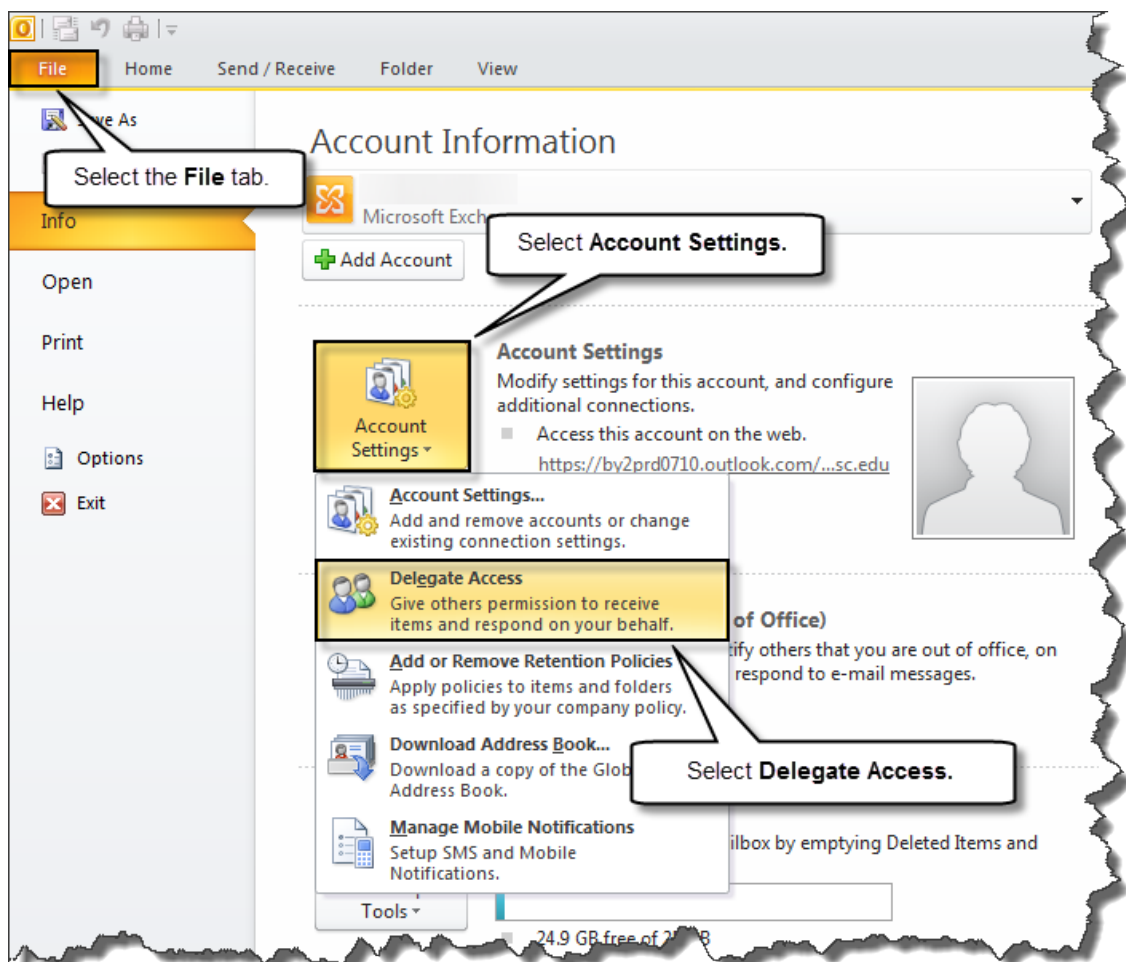 File Home Send / Receive Folder View
Save As
Select the File tab.
Info
Open
Print
Help
Options
Exit
Account Information
Microsoft Exch
Select Account Settings.
Add Account
Account
Settings
Account Settings
Modify settings for this account, and configure
additional connections.
Access this account on the web.
https://by2prd0710.outlook.com/...sc.edu
Account Settings...
Add and remove accounts or change
existing connection settings.
Delegate Access
Give others permission to receive
items and respond on your behalf.
of Office)
tify others that you are out of office, on
respond to e-mail messages.
Add or Remove Retention Policies
Apply policies to items and folders
as specified by your company policy.
Download Address Book...
Download a copy of the Glob
Address Book.
Select Delegate Access.
Manage Mobile Notifications
Setup SMS and Mobile
Notifications.
ilbox by emptying Deleted Items and
Tools
24.9 GB free of